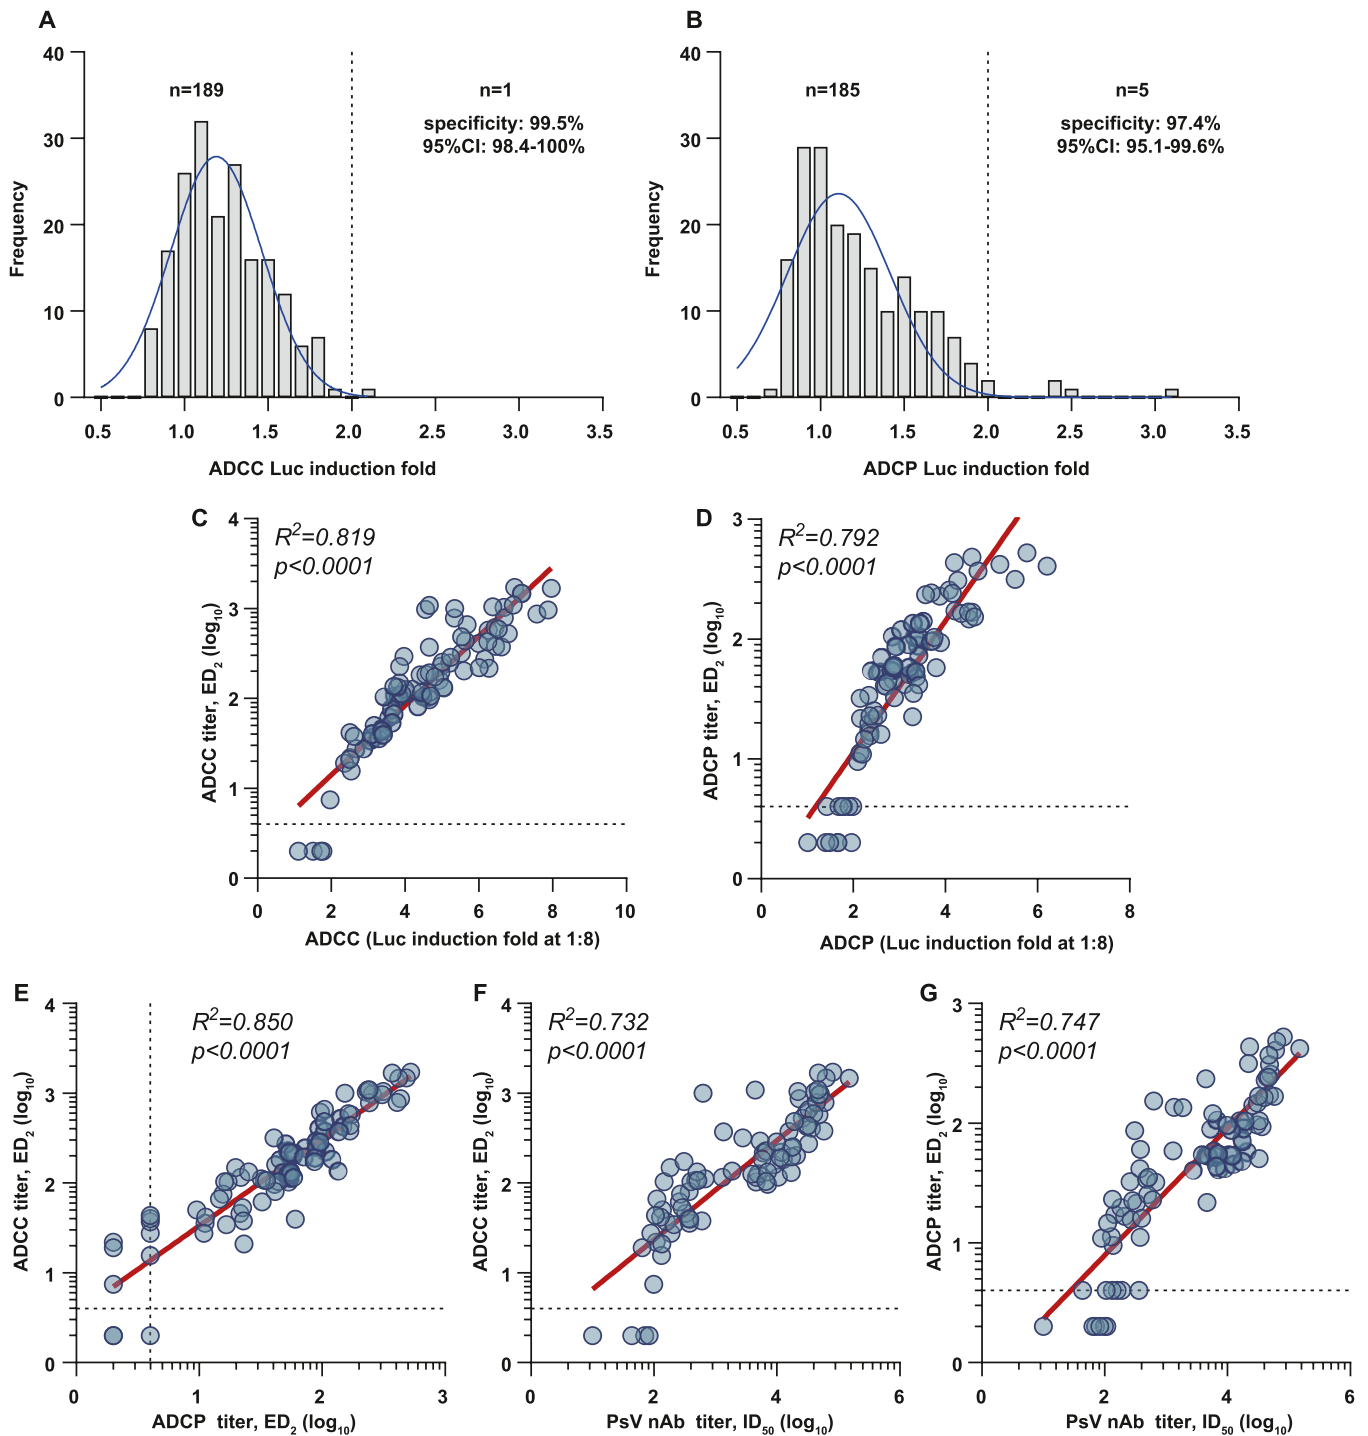 A
40
30
20
10
0
Frequency
n=189
n=1
specificity: 99.5%
95%CI: 98.4-100%
0.5 1.0 1.5 2.0 2.5 3.0 3.5
ADCC Luc induction fold
B
40
30
20
10
0
Frequency
n=185
n=5
specificity: 97.4%
95%CI: 95.1-99.6%
0.5 1.0 1.5 2.0 2.5 3.0 3.5
ADCP Luc induction fold
C
4
3
2
1
0
ADCC titer, ED2 (log10)
R2=0.819
p<0.0001
0 2 4 6 8 10
ADCC (Luc induction fold at 1:8)
D
3
2
1
0
ADCP titer, ED2 (log10)
R2=0.792
p<0.0001
0 2 4 6 8
ADCP (Luc induction fold at 1:8)
E
4
3
2
1
0
ADCC titer, ED2 (log10)
R2=0.850
p<0.0001
0 1 2 3
ADCP titer, ED2 (log10)
F
4
3
2
1
0
ADCC titer, ED2 (log10)
R2=0.732
p<0.0001
0 2 4 6
PsV nAb titer, ID50 (log10)
G
3
2
1
0
ADCP titer, ED2 (log10)
R2=0.747
p<0.0001
0 2 4 6
PsV nAb titer, ID50 (log10)